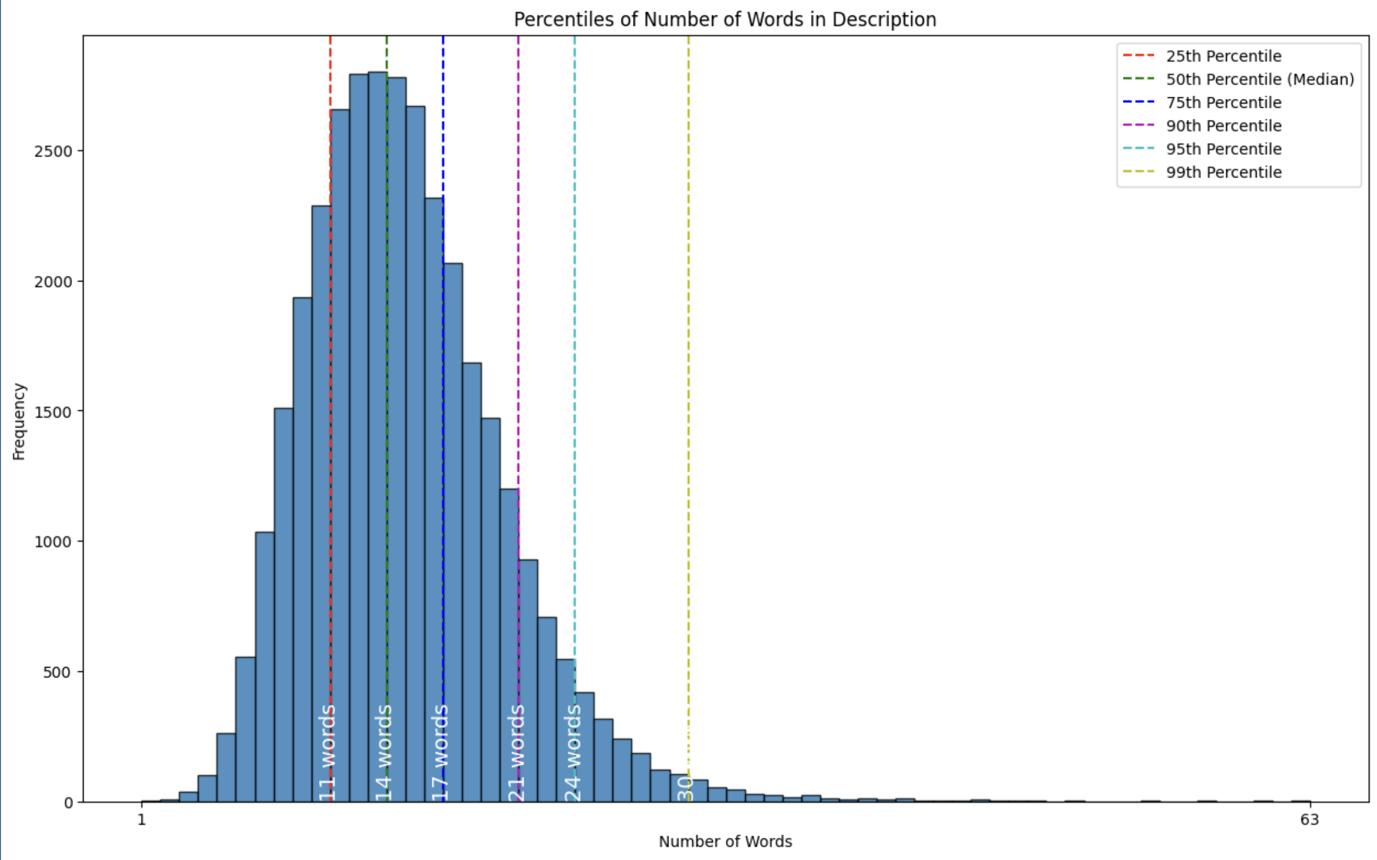 Percentiles of Number of Words in Description
25th Percentile
50th Percentile (Median)
75th Percentile
90th Percentile
95th Percentile
99th Percentile
Frequency
2500
2000
1500
1000
500
0
11 words
14 words
17 words
21 words
24 words
30
1
63
Number of Words